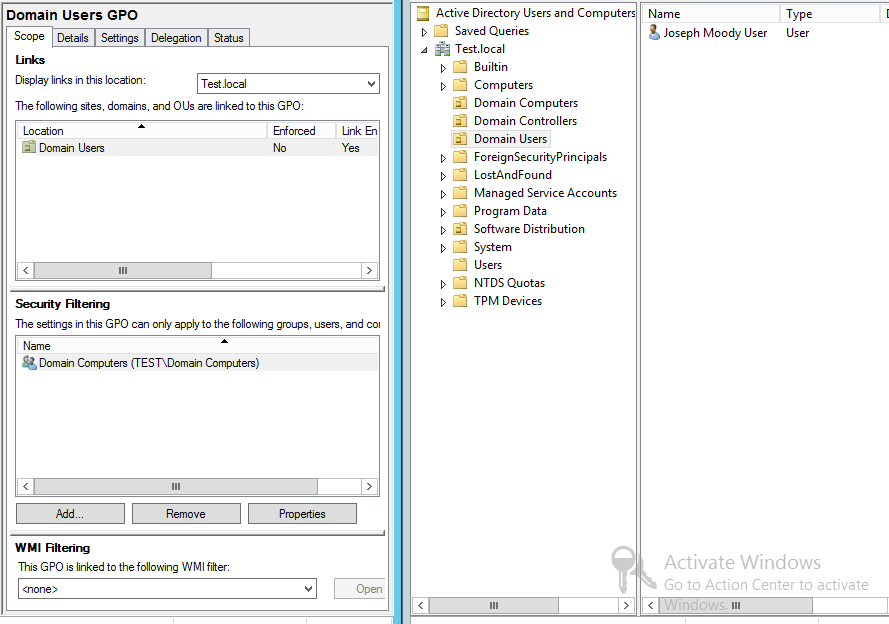 Domain Users GPO
Scope Details Settings Delegation Status
Links
Display links in this location: Test.local
The following sites, domains, and OUs are linked to this GPO:
Location Enforced Link En
Domain Users No Yes
Security Filtering
The settings in this GPO can only apply to the following groups, users, and con
Name
Domain Computers (TEST\Domain Computers)
Add... Remove Properties
WMI Filtering
This GPO is linked to the following WMI filter:
<none> Open
Active Directory Users and Computers
Saved Queries
Test.local
Builtin
Computers
Domain Computers
Domain Controllers
Domain Users
ForeignSecurityPrincipals
LostAndFound
Managed Service Accounts
Program Data
Software Distribution
System
Users
NTDS Quotas
TPM Devices
Name Type D
Joseph Moody User User
Activate Windows
Go to Action Center to activate
Windows.